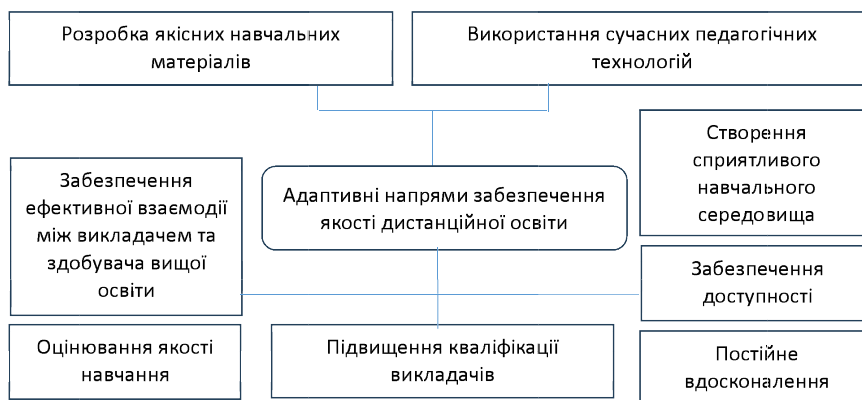 Розробка якісних навчальних
матеріалів
Використання сучасних педагогічних
технологій
Створення
сприятливого
навчального
середовища
Забезпечення
ефективної взаємодії
між викладачем та
здобувача вищої
освіти
Адаптивні напрями забезпечення
якості дистанційної освіти
Забезпечення
доступності
Оцінювання якості
навчання
Підвищення кваліфікації
викладачів
Постійне
вдосконалення